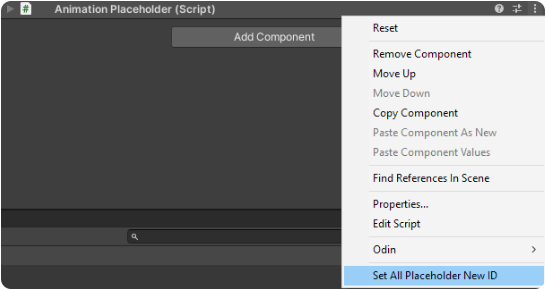 # Animation Placeholder (Script)
Add Component
Reset
Remove Component
Move Up
Move Down
Copy Component
Paste Component As New
Paste Component Values
Find References In Scene
Properties...
Edit Script
Odin
Set All Placeholder New ID